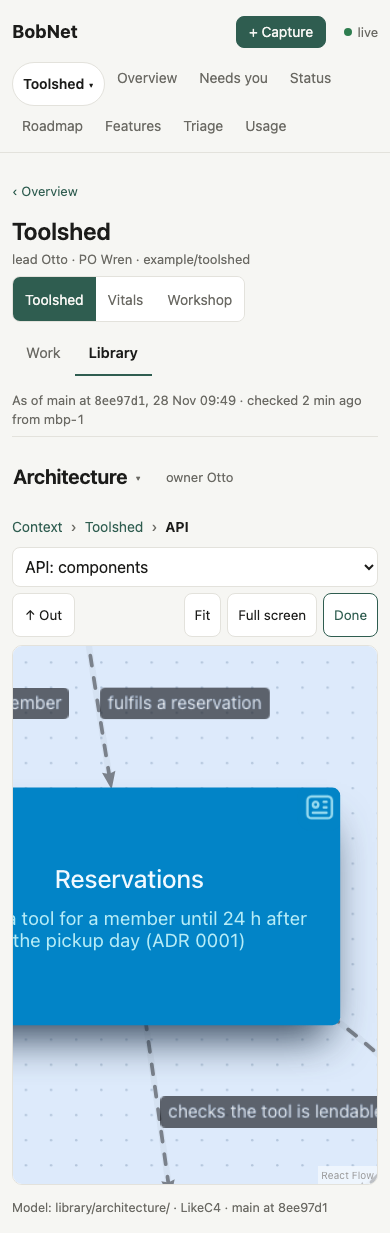 BobNet
+ Capture
live
Toolshed
Overview
Needs you
Status
Roadmap
Features
Triage
Usage
‹ Overview
Toolshed
lead Otto · PO Wren · example/toolshed
Toolshed
Vitals
Workshop
Work
Library
As of main at 8ee97d1, 28 Nov 09:49 · checked 2 min ago
from mbp-1
Architecture
owner Otto
Context › Toolshed › API
API: components
↑ Out
Fit
Full screen
Done
ember
fulfils a reservation
Reservations
a tool for a member until 24 h after
the pickup day (ADR 0001)
checks the tool is lendable
React Flow
Model: library/architecture/ · LikeC4 · main at 8ee97d1